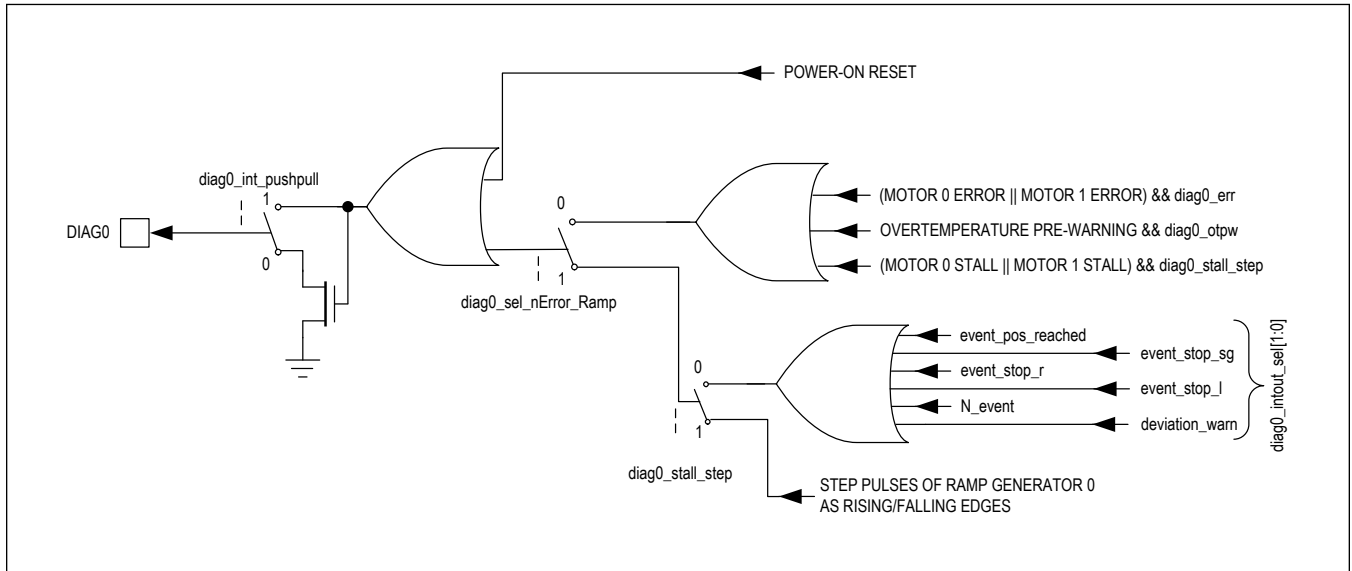 POWER-ON RESET
diag0_int_pushpull
1
DIAG0
0
0
1
diag0_sel_nError_Ramp
(MOTOR 0 ERROR || MOTOR 1 ERROR) && diag0_err
OVERTEMPERATURE PRE-WARNING && diag0_otpw
(MOTOR 0 STALL || MOTOR 1 STALL) && diag0_stall_step
event_pos_reached
event_stop_sg
event_stop_r
event_stop_l
N_event
deviation_warn
diag0_intout_sel[1:0]
0
1
diag0_stall_step
STEP PULSES OF RAMP GENERATOR 0
AS RISING/FALLING EDGES